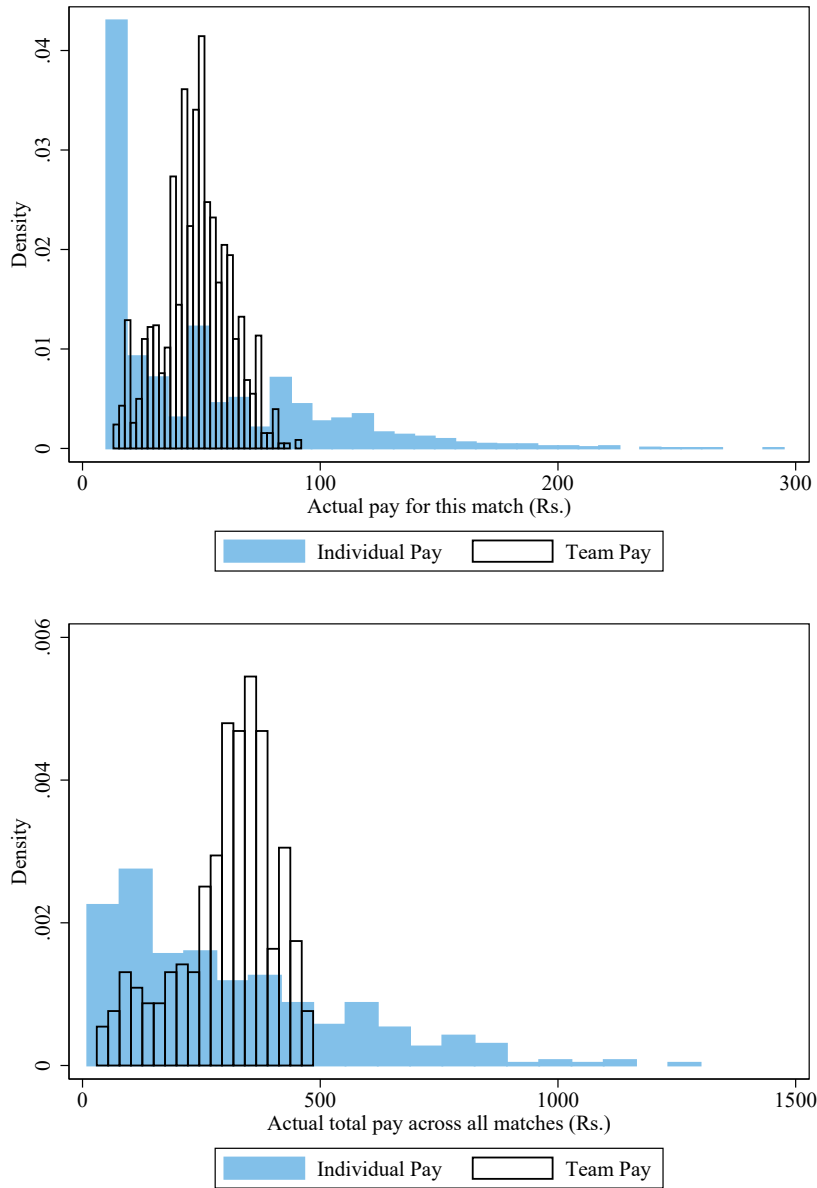 .04
.03
.02
.01
0
Density
0
100
200
300
Actual pay for this match (Rs.)
Individual Pay
Team Pay
.006
.004
.002
0
Density
0
500
1000
1500
Actual total pay across all matches (Rs.)
Individual Pay
Team Pay